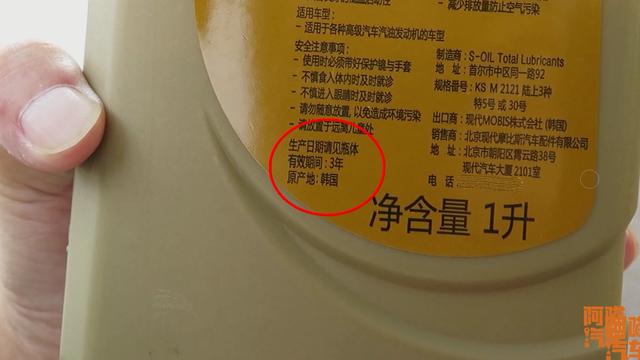 - 减少排放量防止空气污染
适用车型:
- 适用于各种高级汽车汽油发动机的车型
安全注意事项:
- 使用时必须带好保护镜与手套
- 不慎食入体内时及时就诊
- 不慎进入眼睛时及时就诊
- 请勿随意放置, 以免造成环境污染
- 请放置于远离儿童处
生产日期请见瓶体
有效期间: 3年
原产地: 韩国
制造商: S-OIL Total Lubricants
地 址: 首尔市中区同一路92
规格番号: KS M 2121 陆上3种
特5号 或 30号
出口商: 现代MOBIS株式会社 (韩国)
销售商: 北京现代摩比斯汽车配件有限公司
地 址: 北京市朝阳区霄云路38号
现代汽车大厦 2101室
电 话:
净含量 1升